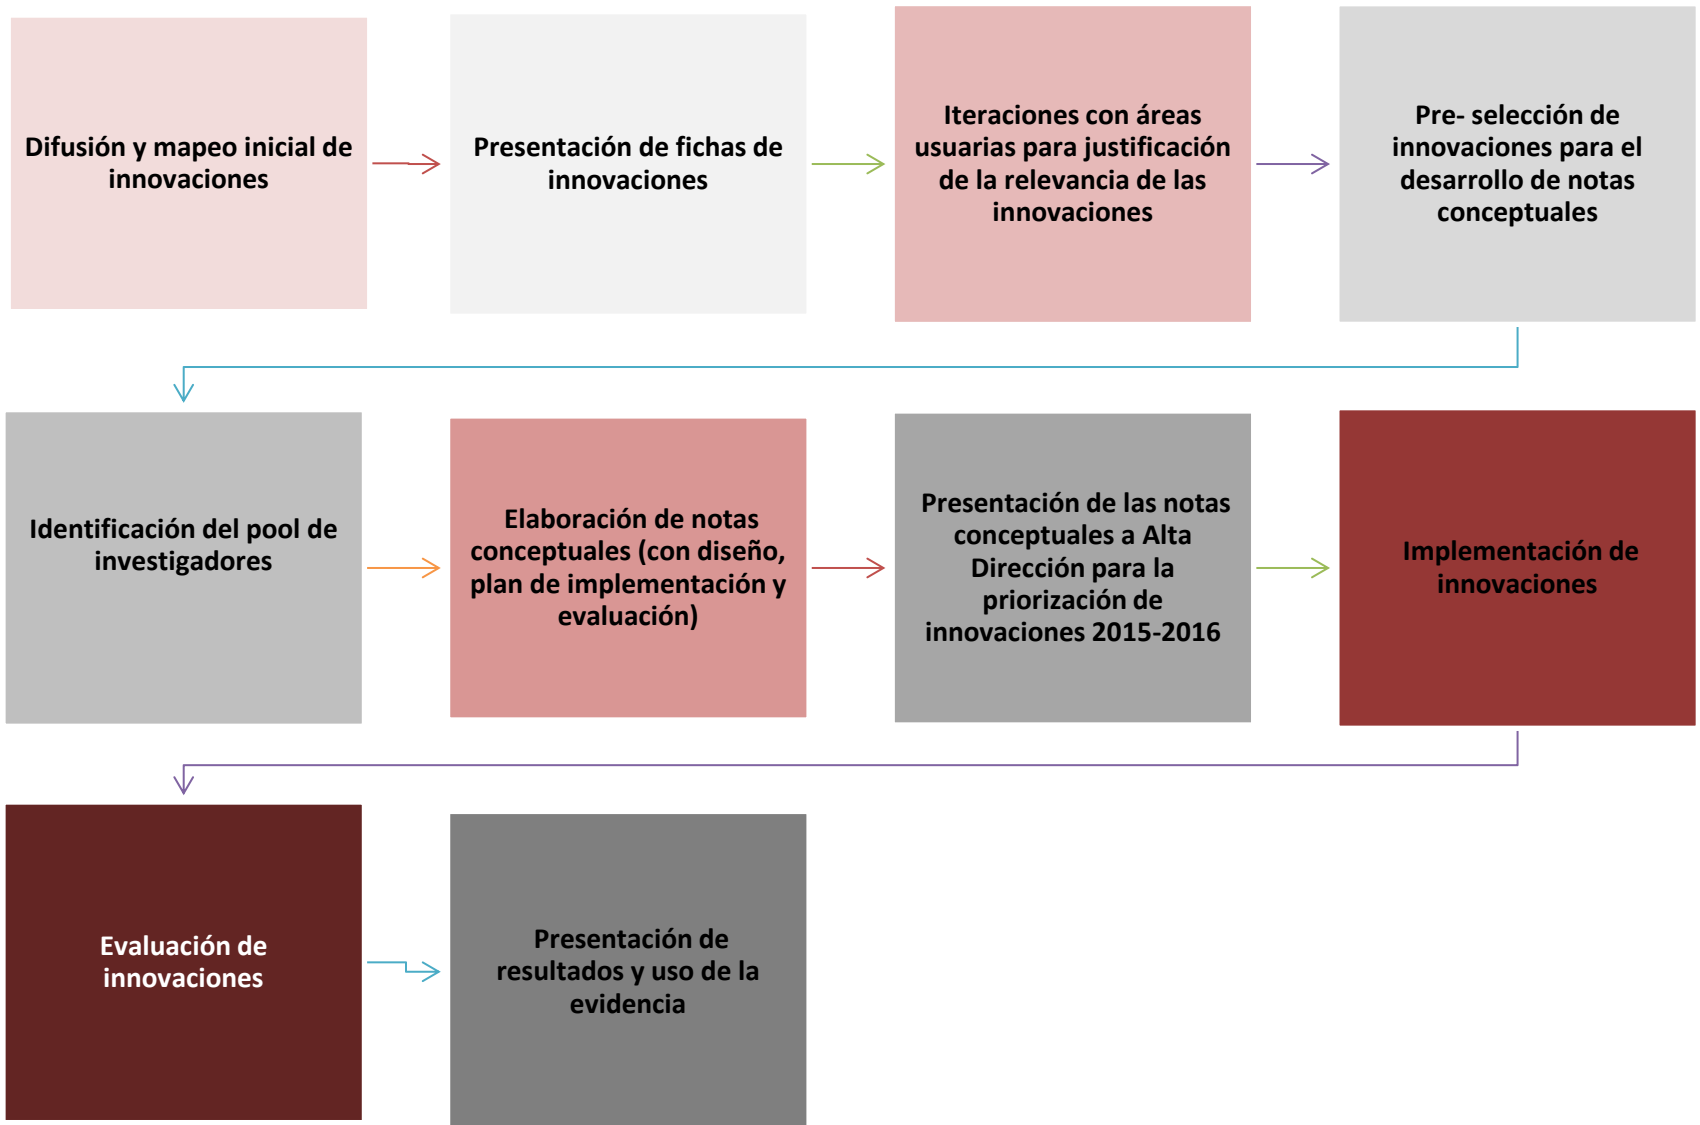 Difusión y mapeo inicial de
innovaciones
Presentación de fichas de
innovaciones
Iteraciones con áreas
usuarias para justificación
de la relevancia de las
innovaciones
Pre- selección de
innovaciones para el
desarrollo de notas
conceptuales
Identificación del pool de
investigadores
Elaboración de notas
conceptuales (con diseño,
plan de implementación y
evaluación)
Presentación de las notas
conceptuales a Alta
Dirección para la
priorización de
innovaciones 2015-2016
Implementación de
innovaciones
Evaluación de
innovaciones
Presentación de
resultados y uso de la
evidencia